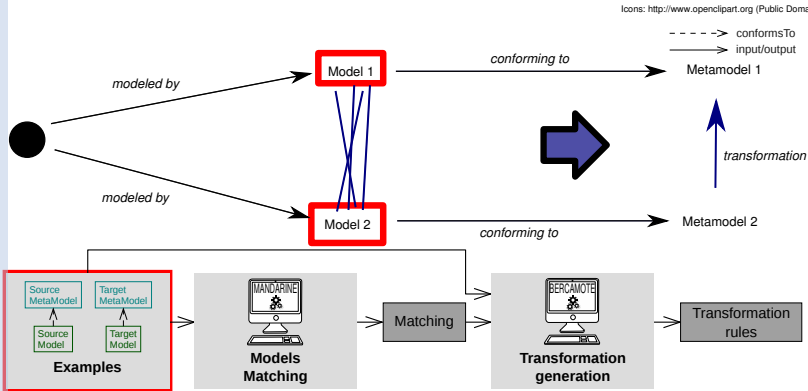 Icons: http://www.openclipart.org (Public Doma
conformsTo
input/output
modeled by
Model 1
conforming to
Metamodel 1
transformation
modeled by
Model 2
conforming to
Metamodel 2
Source
MetaModel
Target
MetaModel
Source
Model
Target
Model
Examples
MANDARINE
Models
Matching
Matching
BERCAMOTE
Transformation
generation
Transformation
rules